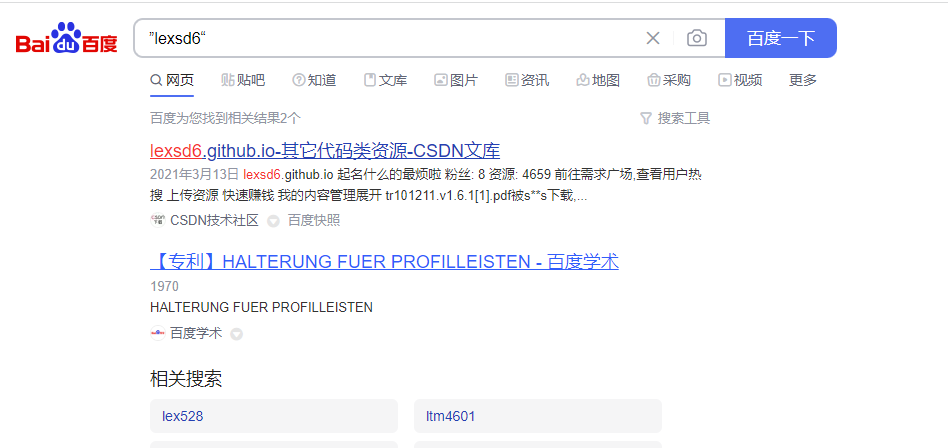 Bai du 百度
”lexsd6“
百度一下
网页 贴吧 知道 文库 图片 资讯 地图 采购 视频 更多
百度为您找到相关结果2个
搜索工具
lexsd6.github.io-其它代码类资源-CSDN文库
2021年3月13日 lexsd6.github.io 起名什么的最烦啦 粉丝: 8 资源: 4659 前往需求广场,查看用户热
搜 上传资源 快速赚钱 我的内容管理展开 tr101211.v1.6.1[1].pdf被s**s下载,...
CSDN技术社区 百度快照
【专利】HALTERUNG FUER PROFILLEISTEN - 百度学术
1970
HALTERUNG FUER PROFILLEISTEN
百度学术
相关搜索
lex528
ltm4601